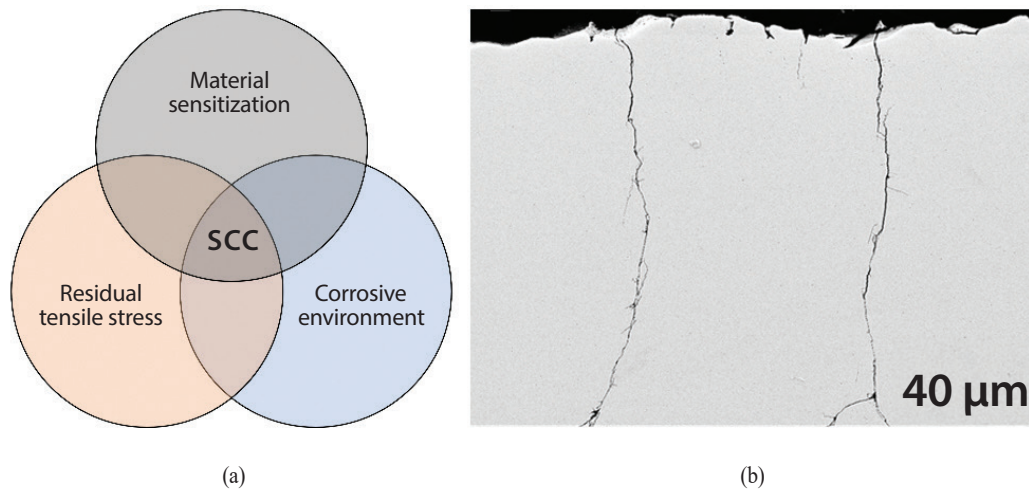 Material
sensitization
SCC
Residual
tensile stress
Corrosive
environment
40 µm
(a)
(b)